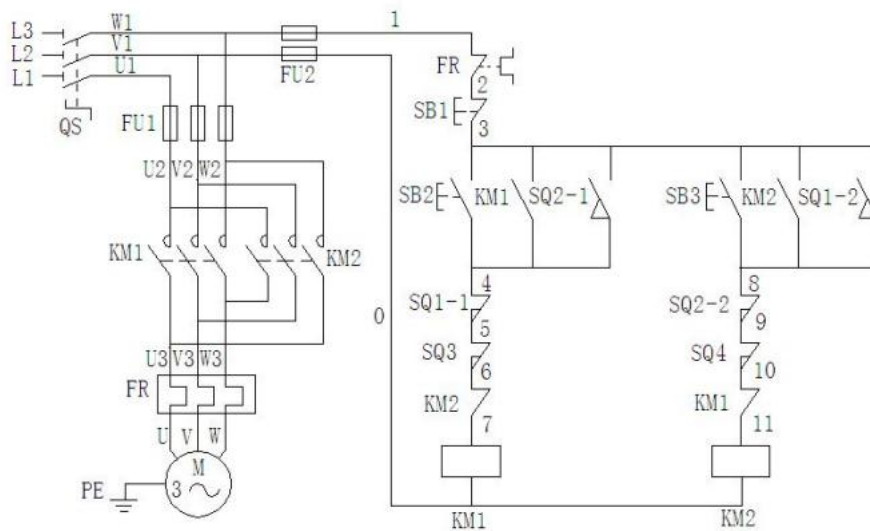 L3 W1 1
L2 V1
L1 U1
QS FU2
FR
2
SB1
3
FU1
U2 V2 W2
SB2 KM1 SQ2-1 SB3 KM2 SQ1-2
KM1 KM2
0
4 8
SQ1-1 SQ2-2
5 9
SQ3 SQ4
6 10
KM2 KM1
7 11
U3 V3 W3
FR
U V W
M
3
PE
KM1 KM2